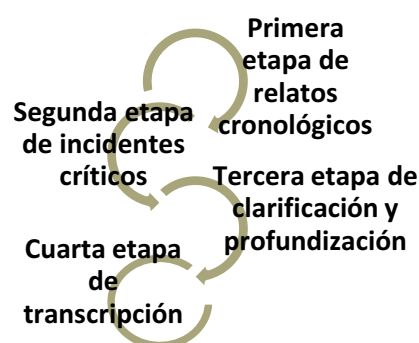 Primera
etapa de
relatos
cronológicos
Segunda etapa
de incidentes
críticos
Tercera etapa de
clarificación y
profundización
Cuarta etapa
de
transcripción